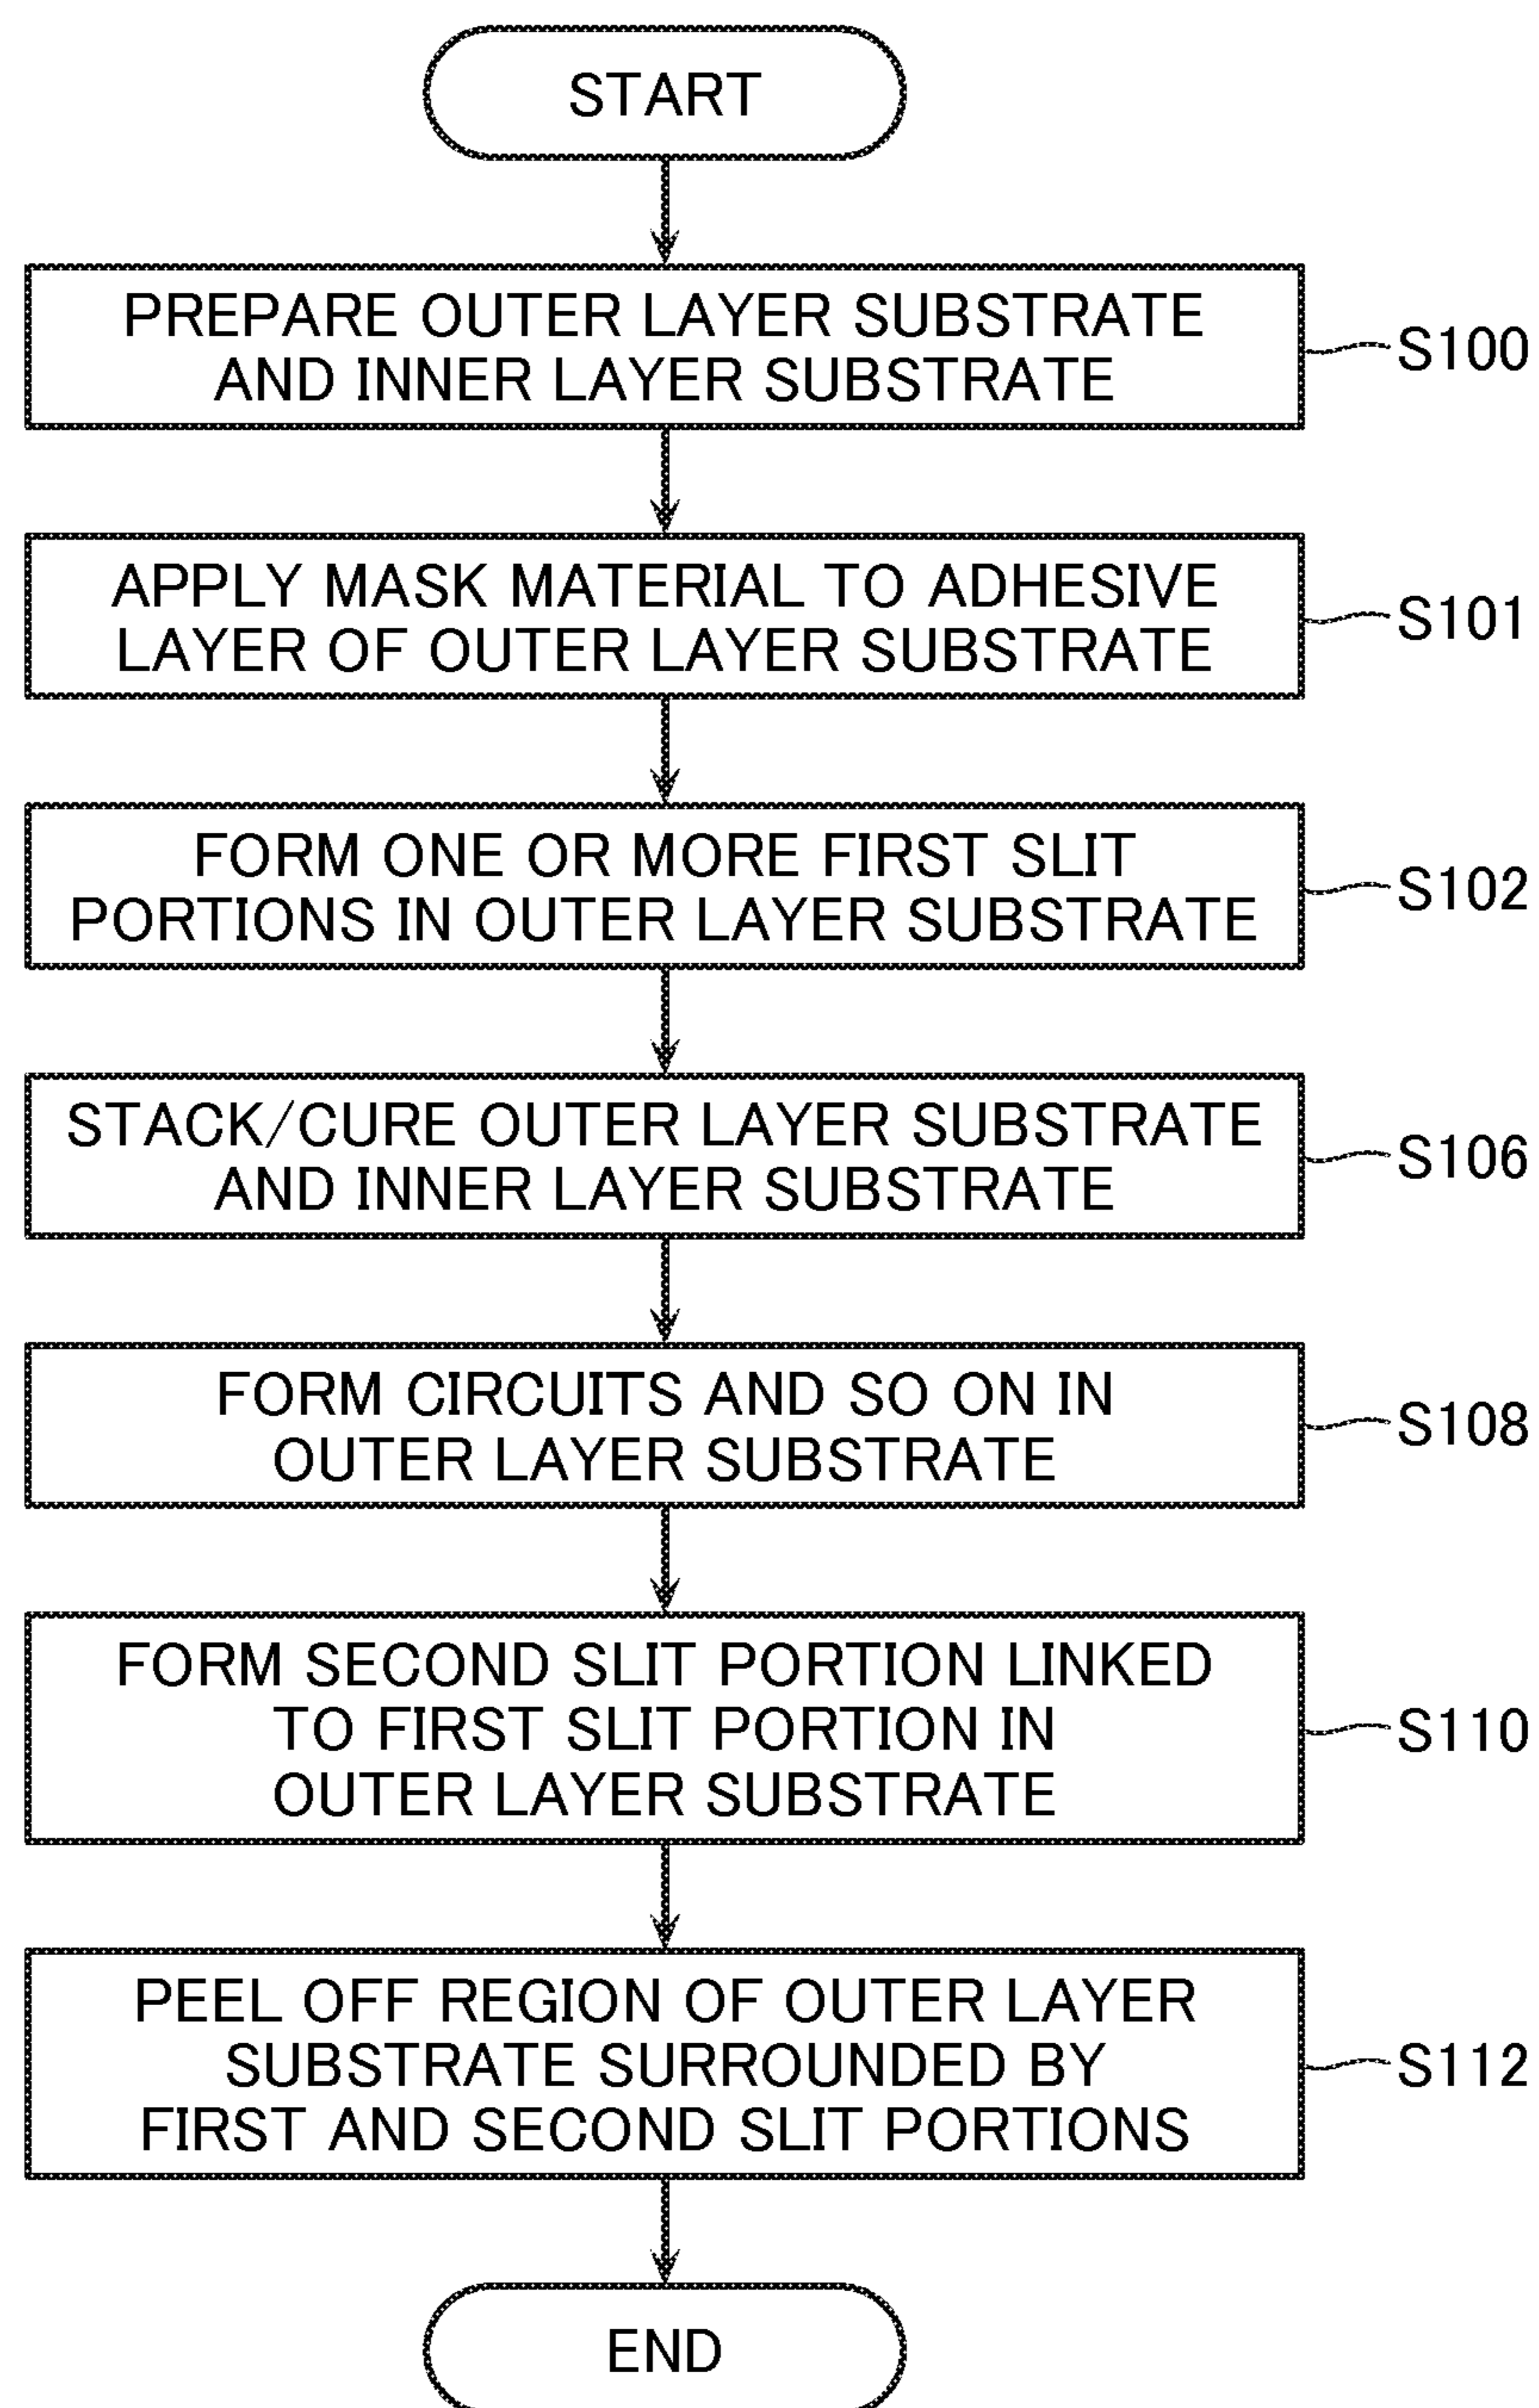 START
PREPARE OUTER LAYER SUBSTRATE
AND INNER LAYER SUBSTRATE
S100
APPLY MASK MATERIAL TO ADHESIVE
LAYER OF OUTER LAYER SUBSTRATE
S101
FORM ONE OR MORE FIRST SLIT
PORTIONS IN OUTER LAYER SUBSTRATE
S102
STACK/CURE OUTER LAYER SUBSTRATE
AND INNER LAYER SUBSTRATE
S106
FORM CIRCUITS AND SO ON IN
OUTER LAYER SUBSTRATE
S108
FORM SECOND SLIT PORTION LINKED
TO FIRST SLIT PORTION IN
OUTER LAYER SUBSTRATE
S110
PEEL OFF REGION OF OUTER LAYER
SUBSTRATE SURROUNDED BY
FIRST AND SECOND SLIT PORTIONS
S112
END